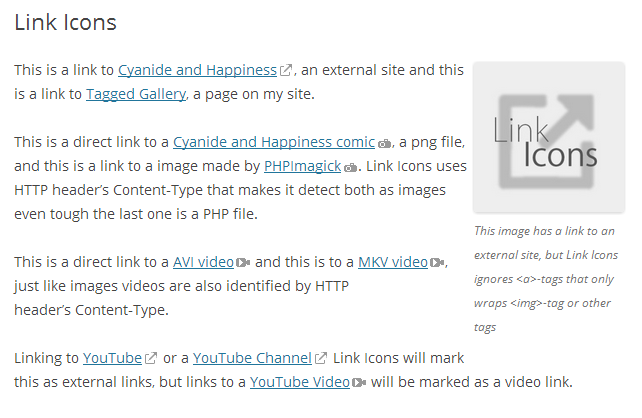 Link Icons
This is a link to Cyanide and Happiness, an external site and this
is a link to Tagged Gallery, a page on my site.
This is a direct link to a Cyanide and Happiness comic, a png file,
and this is a link to a image made by PHPImagick. Link Icons uses
HTTP header’s Content-Type that makes it detect both as images
even tough the last one is a PHP file.
This is a direct link to a AVI video and this is to a MKV video,
just like images videos are also identified by HTTP
header’s Content-Type.
Linking to YouTube or a YouTube Channel Link Icons will mark
this as external links, but links to a YouTube Video will be marked as a video link.
Link
Icons
This image has a link to an
external site, but Link Icons
ignores <a>-tags that only
wraps <img>-tag or other
tags